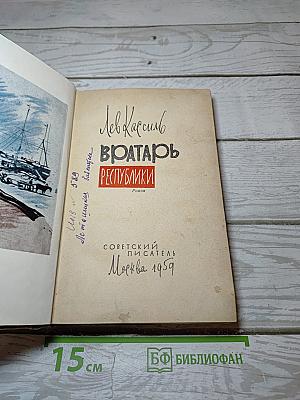 Лев Кассиль
ВРАТАРЬ
РЕСПУБЛИКИ
Роман
СОВЕТСКИЙ
ПИСАТЕЛЬ
Москва 1959
15 см
БФ БИБЛИОФАН